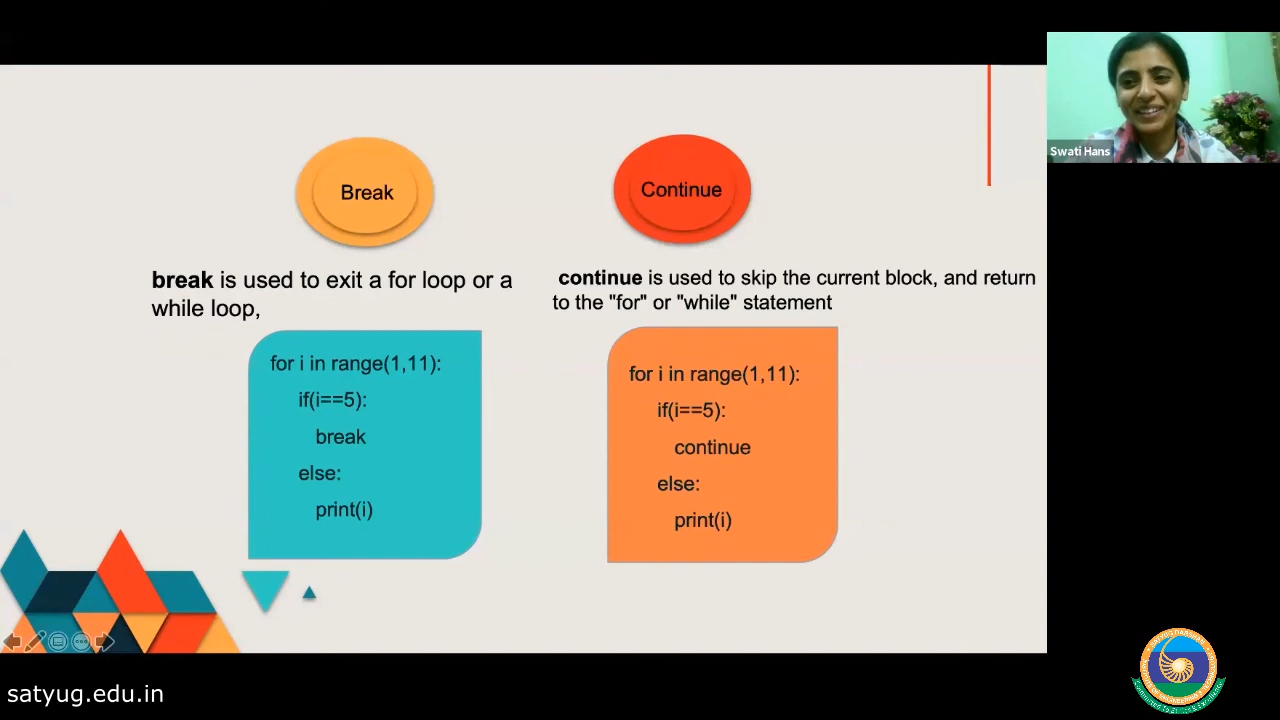 Swati Hans
Break
Continue
break is used to exit a for loop or a
while loop,
continue is used to skip the current block, and return
to the "for" or "while" statement
for i in range(1,11):
if(i==5):
break
else:
print(i)
for i in range(1,11):
if(i==5):
continue
else:
print(i)
satyug.edu.in